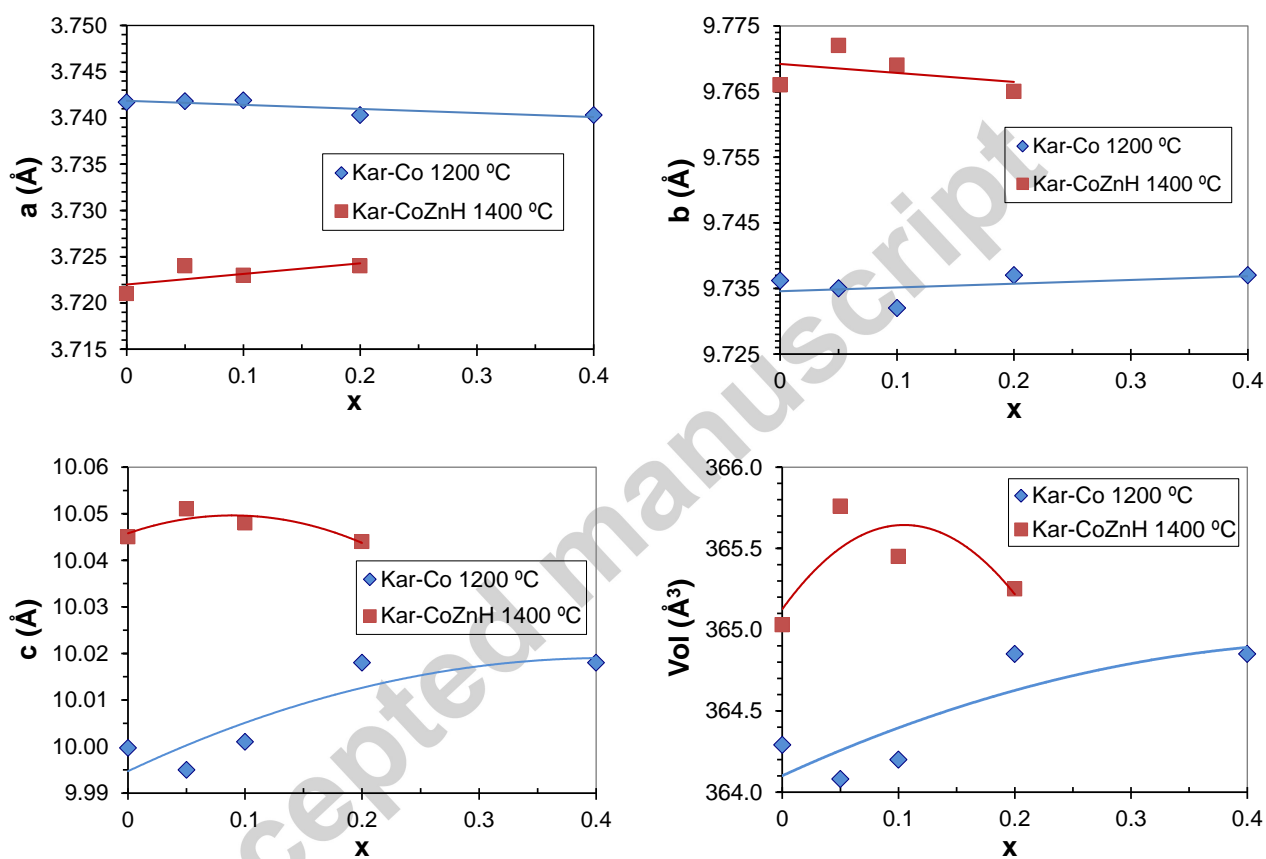 3.750
3.745
3.740
3.735
3.730
3.725
3.720
3.715
a (Å)
0 0.1 0.2 0.3 0.4
x
Kar-Co 1200 ºC
Kar-CoZnH 1400 ºC
9.775
9.765
9.755
9.745
9.735
9.725
b (Å)
0 0.1 0.2 0.3 0.4
x
Kar-Co 1200 ºC
Kar-CoZnH 1400 ºC
10.06
10.05
10.04
10.03
10.02
10.01
10.00
9.99
c (Å)
0 0.1 0.2 0.3 0.4
x
Kar-Co 1200 ºC
Kar-CoZnH 1400 ºC
366.0
365.5
365.0
364.5
364.0
Vol (Å³)
0 0.1 0.2 0.3 0.4
x
Kar-Co 1200 ºC
Kar-CoZnH 1400 ºC
cepted manuscript